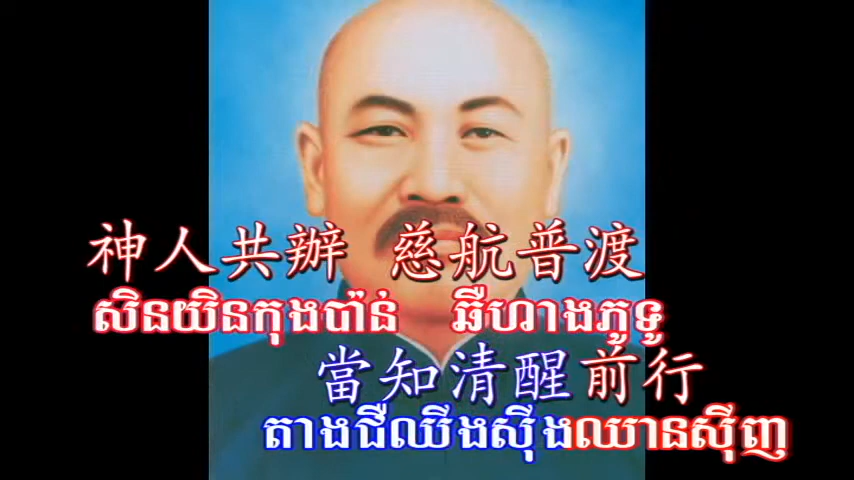 神人共辦 慈航普渡
សិនយិនកុងប៉ាន់ ឆឺហាងភូទូ
當知清醒前行
តាងជឺឈីងស៊ីងឈានស៊ីញ